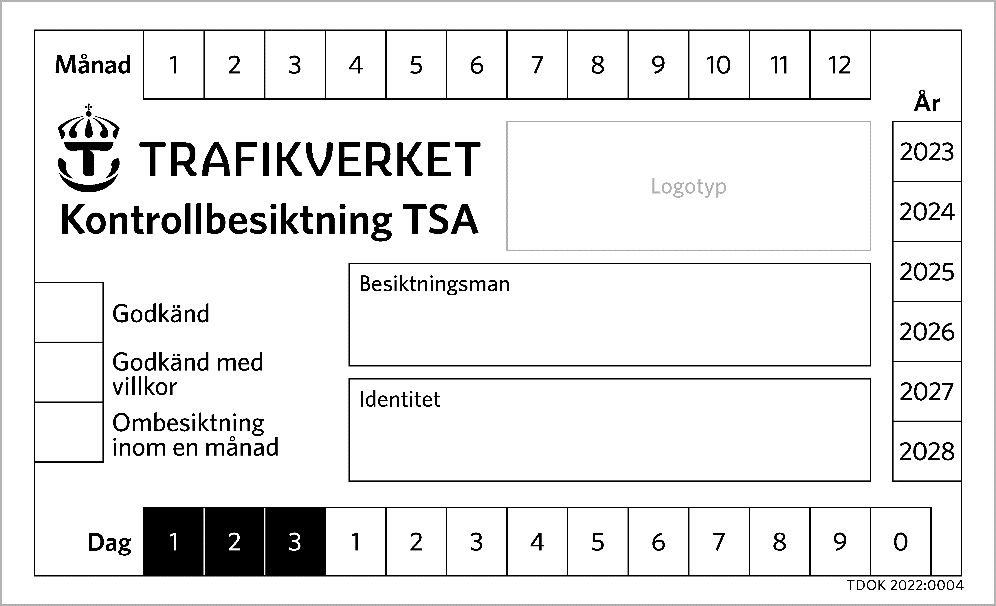 Månad 1 2 3 4 5 6 7 8 9 10 11 12
År
TRAFIKVERKET
Kontrollbesiktning TSA
Logotyp
2023
2024
2025
2026
2027
2028
Besiktningsman
Godkänd
Godkänd med
villkor
Ombesiktning
inom en månad
Identitet
Dag 1 2 3 1 2 3 4 5 6 7 8 9 0
TDOK 2022:0004